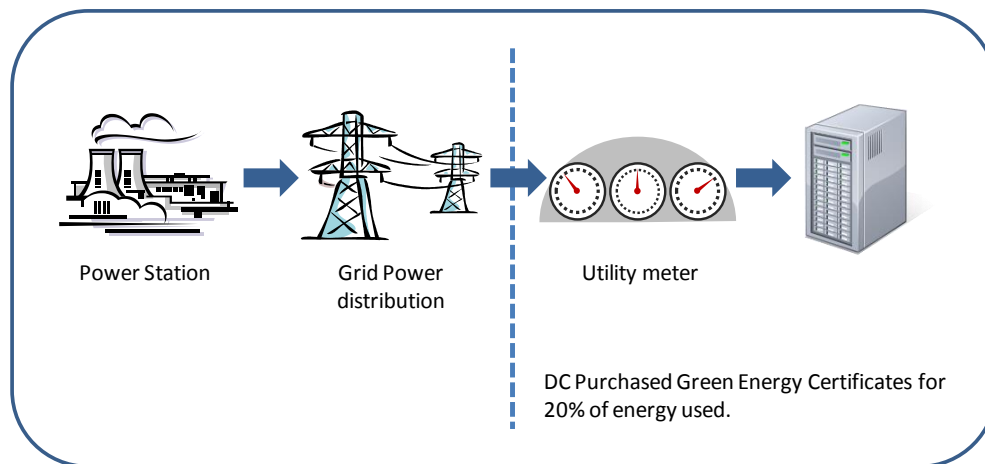 Power Station
Grid Power
distribution
Utility meter
DC Purchased Green Energy Certificates for
20% of energy used.